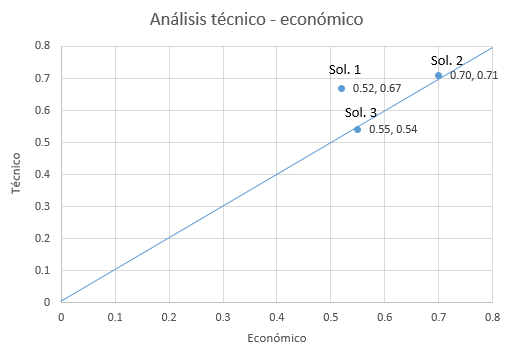 Análisis técnico - económico
0.8
0.7
0.6
0.5
0.4
0.3
0.2
0.1
0
Técnico
Sol. 1
0.52, 0.67
Sol. 2
0.70, 0.71
Sol. 3
0.55, 0.54
0 0.1 0.2 0.3 0.4 0.5 0.6 0.7 0.8
Económico